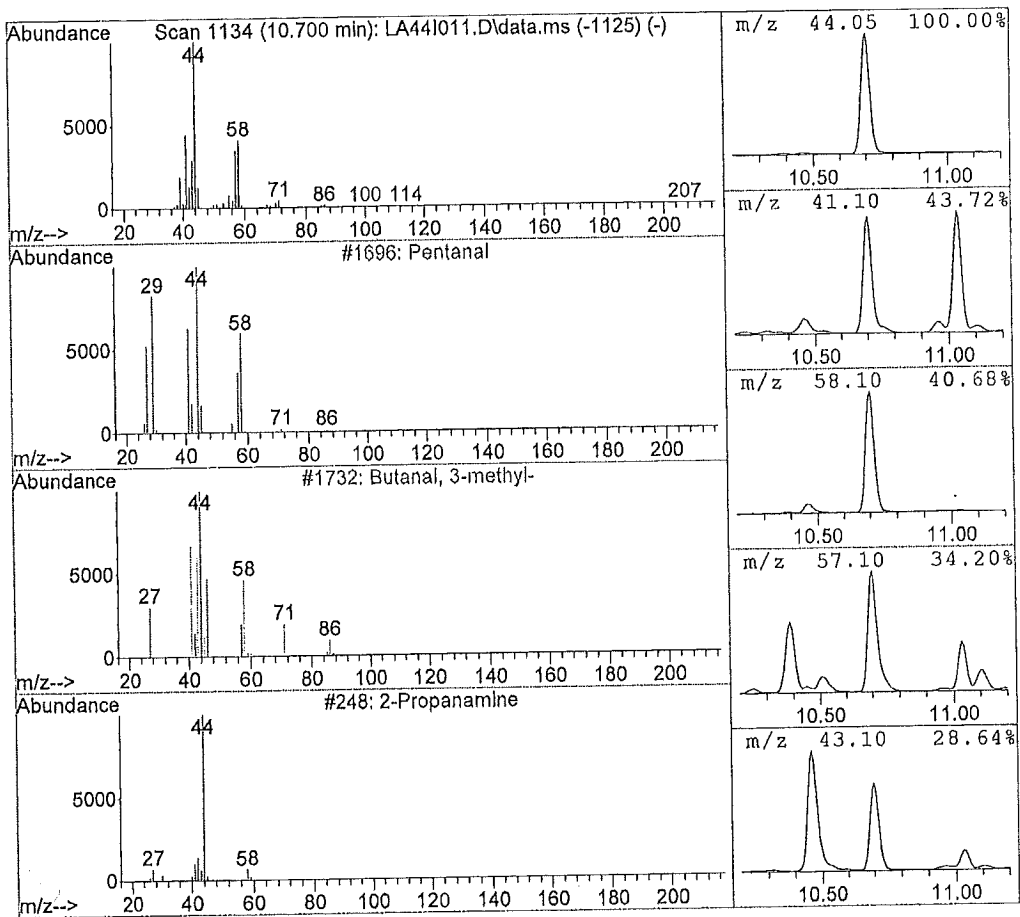 Abundance Scan 1134 (10.700 min): LA44I011.D\data.ms (-1125) (-)
44
5000
58
71 86 100 114 207
0
m/z--> 20 40 60 80 100 120 140 160 180 200
Abundance #1696: Pentanal
29 44
58
5000
71 86
0
m/z--> 20 40 60 80 100 120 140 160 180 200
Abundance #1732: Butanal, 3-methyl-
44
5000
58
27
71
86
0
m/z--> 20 40 60 80 100 120 140 160 180 200
Abundance #248: 2-Propanamine
44
5000
27 58
0
m/z--> 20 40 60 80 100 120 140 160 180 200
m/z 44.05 100.00%
10.50 11.00
m/z 41.10 43.72%
10.50 11.00
m/z 58.10 40.68%
10.50 11.00
m/z 57.10 34.20%
10.50 11.00
m/z 43.10 28.64%
10.50 11.00